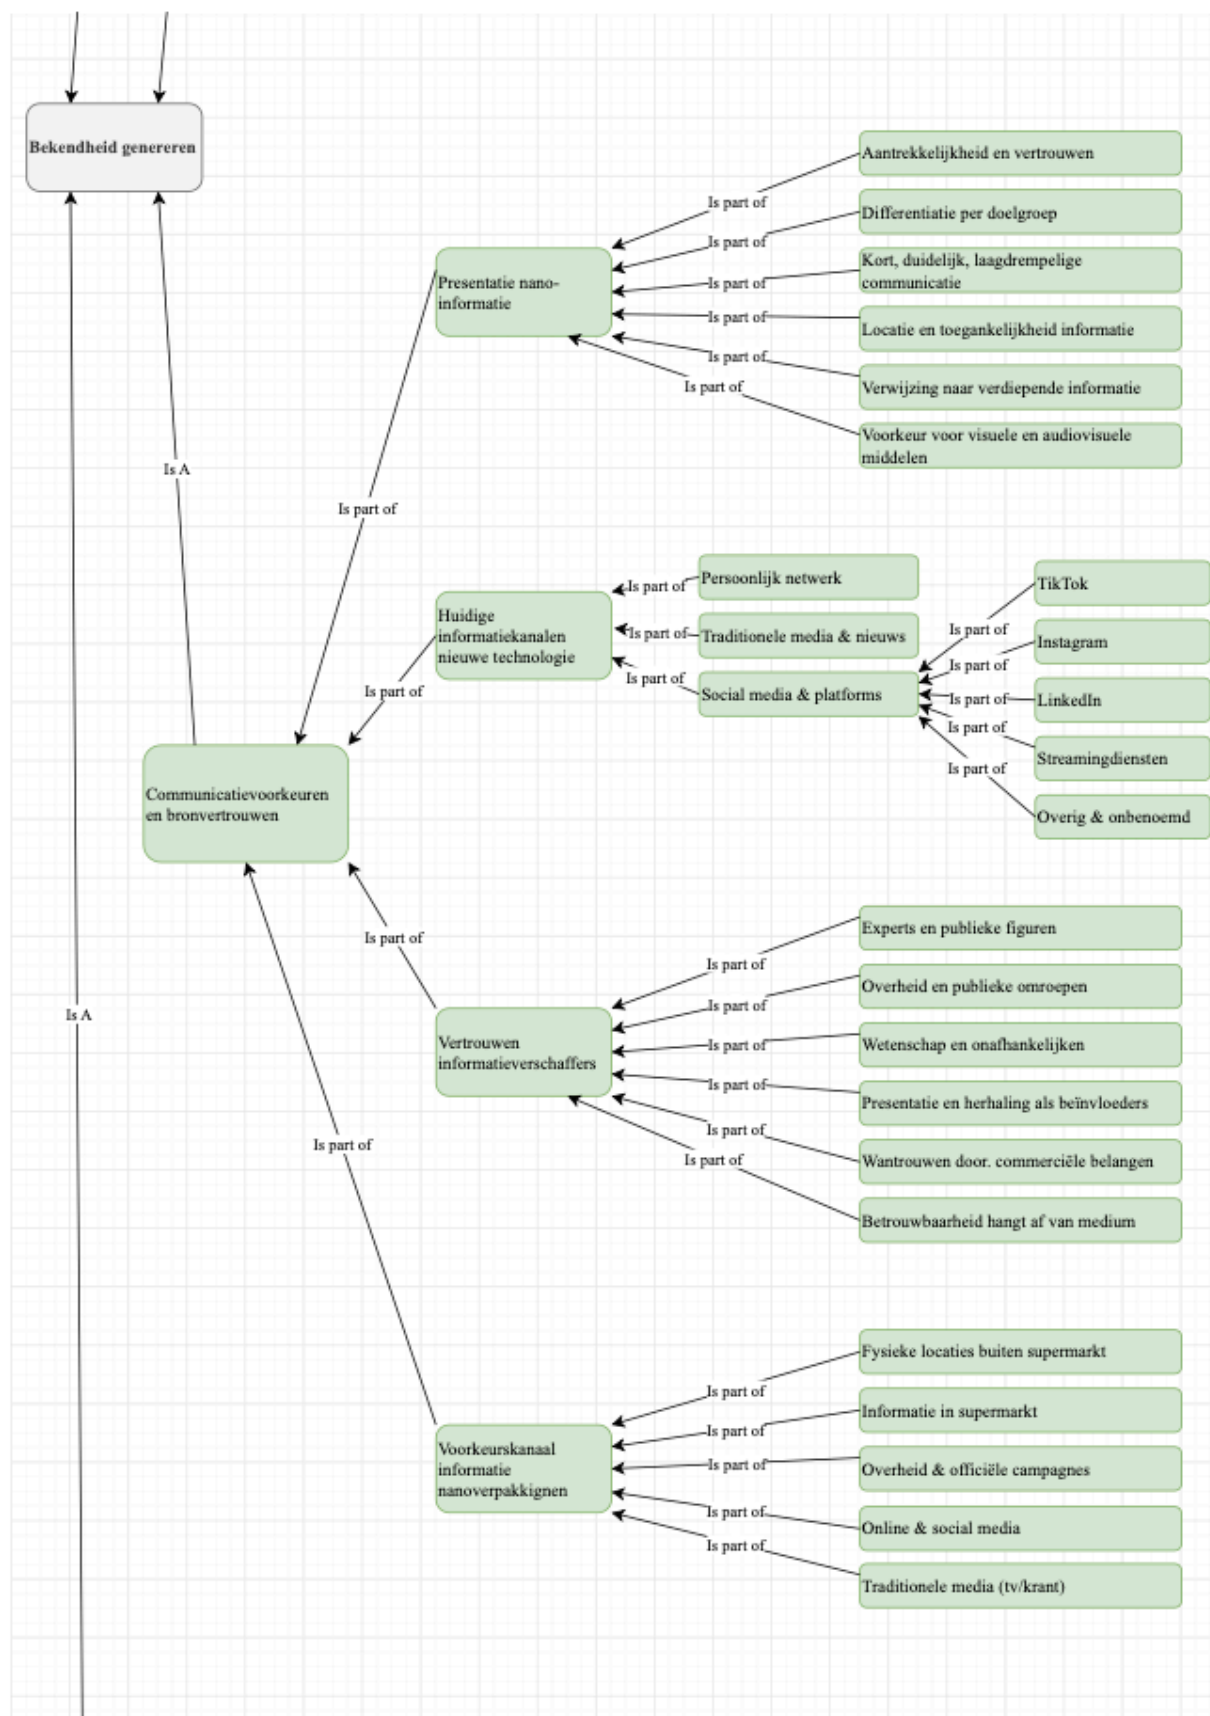 Bekendheid genereren
Aantrekkelijkheid en vertrouwen
Is part of
Differentiatie per doelgroep
Is part of
Kort, duidelijk, laagdrempelige
communicatie
Presentatie nano-
informatie
Is part of
Is part of
Locatie en toegankelijkheid informatie
Is part of
Verwijzing naar verdiepende informatie
Is part of
Voorkeur voor visuele en audiovisuele
middelen
Is A
Is part of
Persoonlijk netwerk
Is part of
TikTok
Huidige
informatiekanalen
nieuwe technologie
Is part of
Traditionele media & nieuws
Is part of
Instagram
Is part of
Is part of
Social media & platforms
Is part of
LinkedIn
Is part of
Is part of
Streamingdiensten
Is part of
Communicatievoorkeuren
en bronvertrouwen
Overig & onbenoemd
Is part of
Experts en publieke figuren
Is part of
Overheid en publieke omroepen
Is A
Is part of
Vertrouwen
informatieverschaffers
Is part of
Wetenschap en onafhankelijken
Is part of
Presentatie en herhaling als beïnvloeders
Is part of
Is part of
Is part of
Wantrouwen door. commerciële belangen
Betrouwbaarheid hangt af van medium
Fysieke locaties buiten supermarkt
Is part of
Informatie in supermarkt
Is part of
Voorkeurskanaal
informatie
nanoverpakkignen
Is part of
Overheid & officiële campagnes
Is part of
Online & social media
Is part of
Traditionele media (tv/krant)